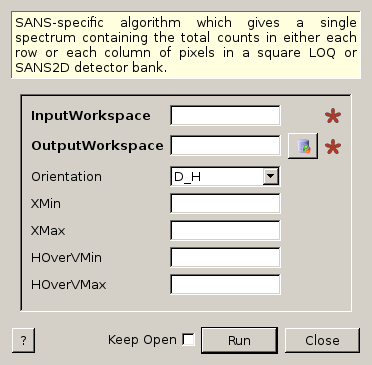 SANS-specific algorithm which gives a single
spectrum containing the total counts in either each
row or each column of pixels in a square LOQ or
SANS2D detector bank.
InputWorkspace *
OutputWorkspace *
Orientation D_H
XMin
XMax
HOverVMin
HOverVMax
? Keep Open Run Close